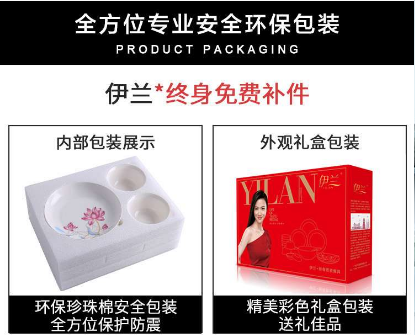 全方位专业安全环保包装
PRODUCT PACKAGING
伊兰*终身免费补件
内部包装展示
外观礼盒包装
YILAN
伊兰
环保珍珠棉安全包装
全方位保护防震
精美彩色礼盒包装
送礼佳品